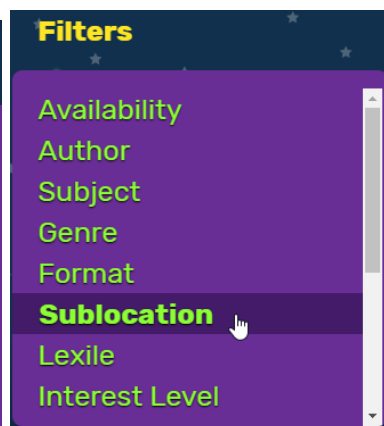 Filters
Availability
Author
Subject
Genre
Format
Sublocation
Lexile
Interest Level